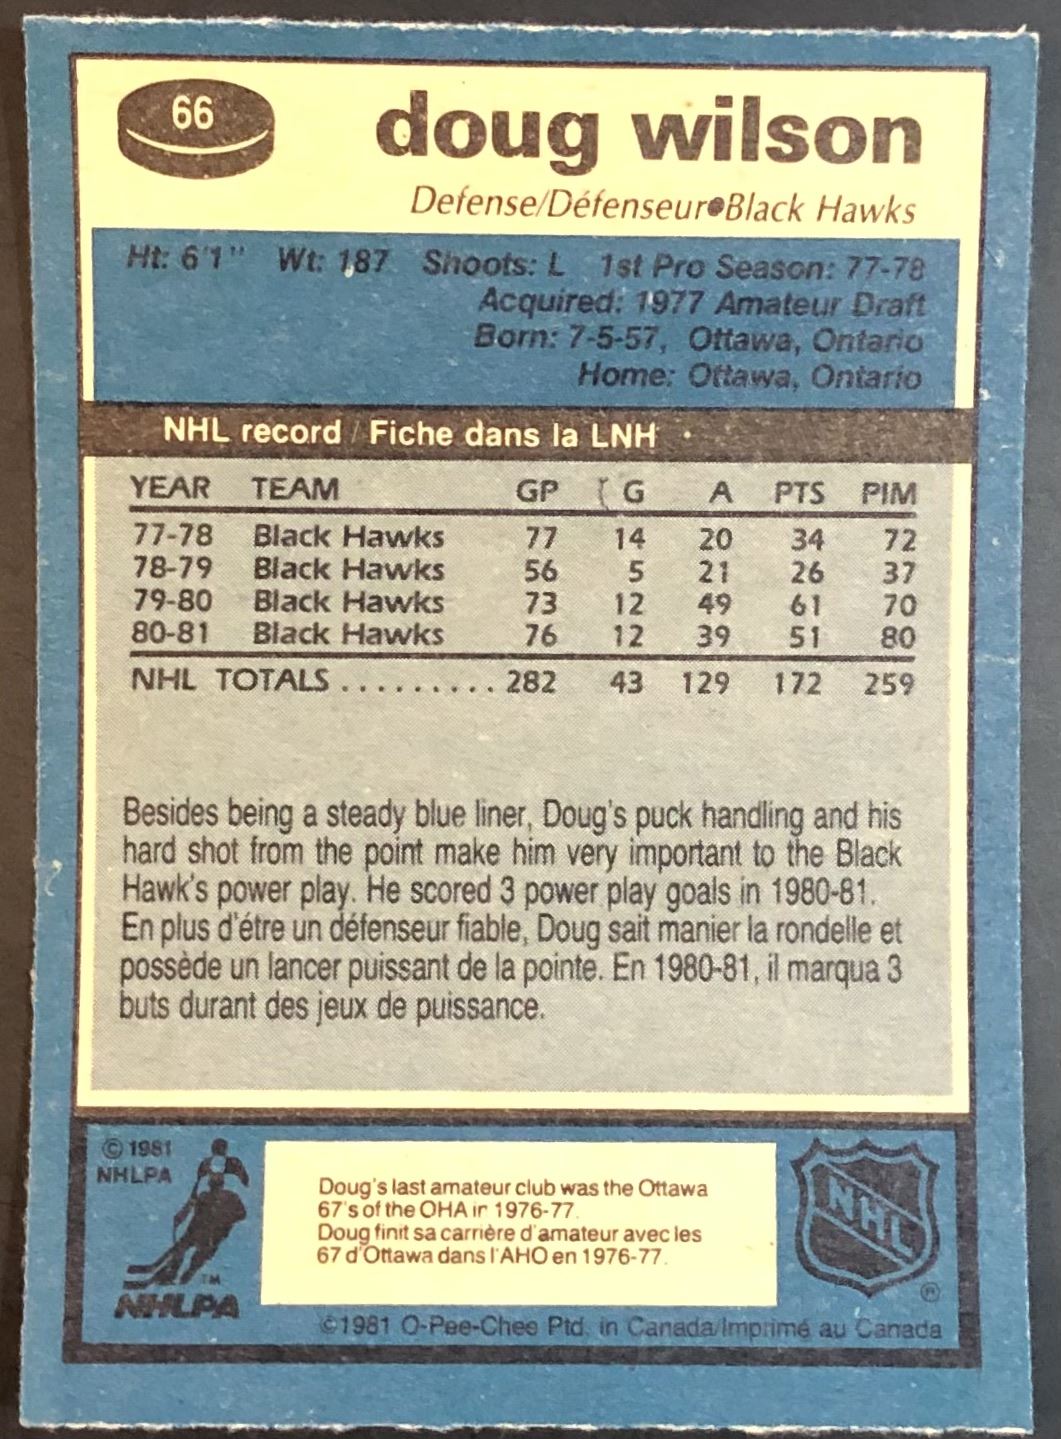 66
doug wilson
Defense/Défenseur•Black Hawks
Ht: 6'1" Wt: 187 Shoots: L 1st Pro Season: 77-78
Acquired: 1977 Amateur Draft
Born: 7-5-57, Ottawa, Ontario
Home: Ottawa, Ontario
NHL record / Fiche dans la LNH
YEAR TEAM GP G A PTS PIM
77-78 Black Hawks 77 14 20 34 72
78-79 Black Hawks 56 5 21 26 37
79-80 Black Hawks 73 12 49 61 70
80-81 Black Hawks 76 12 39 51 80
NHL TOTALS .......... 282 43 129 172 259
Besides being a steady blue liner, Doug's puck handling and his
hard shot from the point make him very important to the Black
Hawk's power play. He scored 3 power play goals in 1980-81.
En plus d'étre un défenseur fiable, Doug sait manier la rondelle et
possède un lancer puissant de la pointe. En 1980-81, il marqua 3
buts durant des jeux de puissance.
© 1981
NHLPA
TM
NHLPA
Doug's last amateur club was the Ottawa
67's of the OHA in 1976-77.
Doug finit sa carrière d'amateur avec les
67 d'Ottawa dans l'AHO en 1976-77.
NHL
®
©1981 O-Pee-Chee Ptd. in Canada/Imprimé au Canada